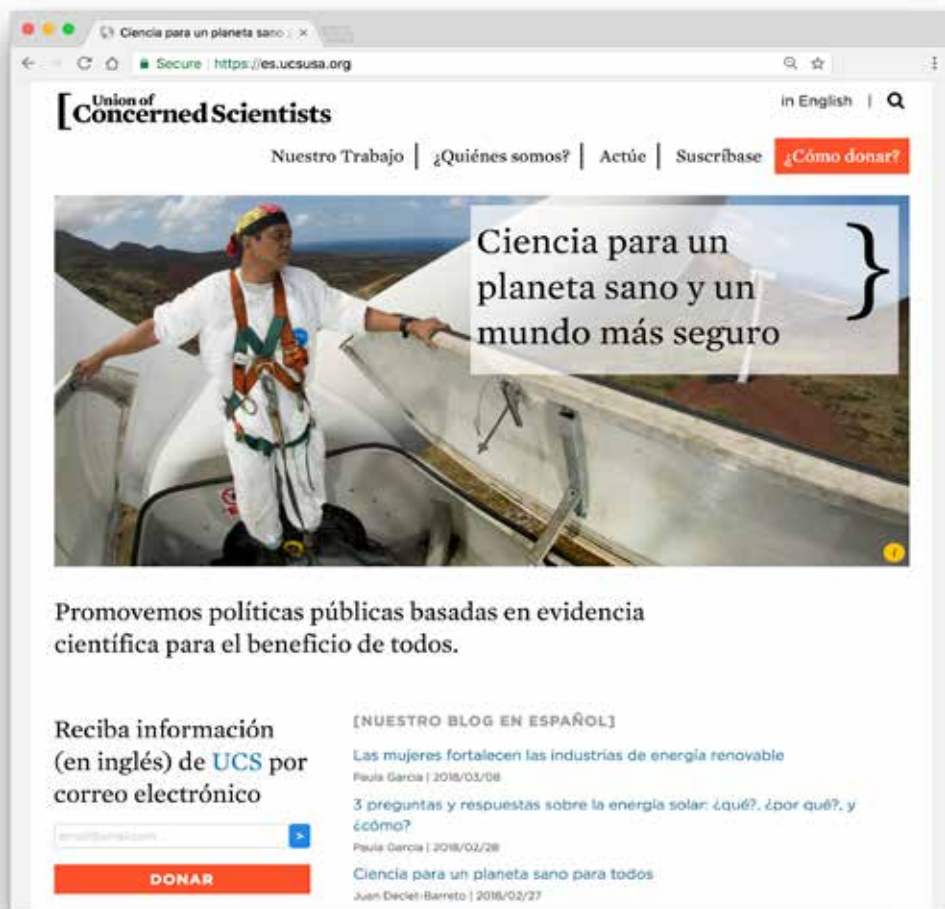 Ciencia para un planeta sano
Secure
https://es.ucsusa.org
Union of
Concerned Scientists
in English |
Nuestro Trabajo | ¿Quiénes somos? | Actúe | Suscríbase
¿Cómo donar?
Ciencia para un
planeta sano y un
mundo más seguro
}
Promovemos políticas públicas basadas en evidencia
científica para el beneficio de todos.
Reciba información
(en inglés) de UCS por
correo electrónico
email@email.com
>
DONAR
[NUESTRO BLOG EN ESPAÑOL]
Las mujeres fortalecen las industrias de energía renovable
Paula Garcia | 2018/03/08
3 preguntas y respuestas sobre la energía solar: ¿qué?, ¿por qué?, y
¿cómo?
Paula Garcia | 2018/02/28
Ciencia para un planeta sano para todos
Juan Declet-Barreto | 2018/02/27